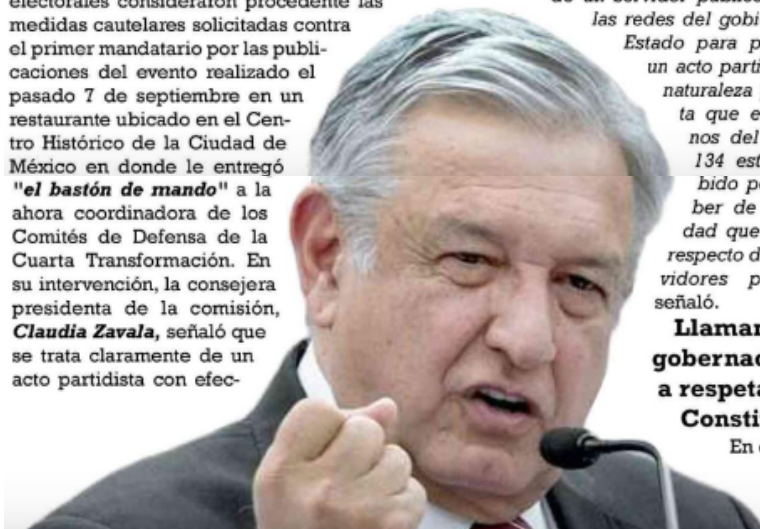 electorales consideraron procedente las
medidas cautelares solicitadas contra
el primer mandatario por las publi-
caciones del evento realizado el
pasado 7 de septiembre en un
restaurante ubicado en el Cen-
tro Histórico de la Ciudad de
México en donde le entregó
"el bastón de mando" a la
ahora coordinadora de los
Comités de Defensa de la
Cuarta Transformación. En
su intervención, la consejera
presidenta de la comisión,
Claudia Zavala, señaló que
se trata claramente de un
acto partidista con efec-
las redes del gobi
Estado para p
un acto parti
naturaleza
ta que e
nos del
134 est
bido p
ber de
dad que
respecto d
vidores p
señaló.
Llamar
gobernad
a respeta
Consti
En